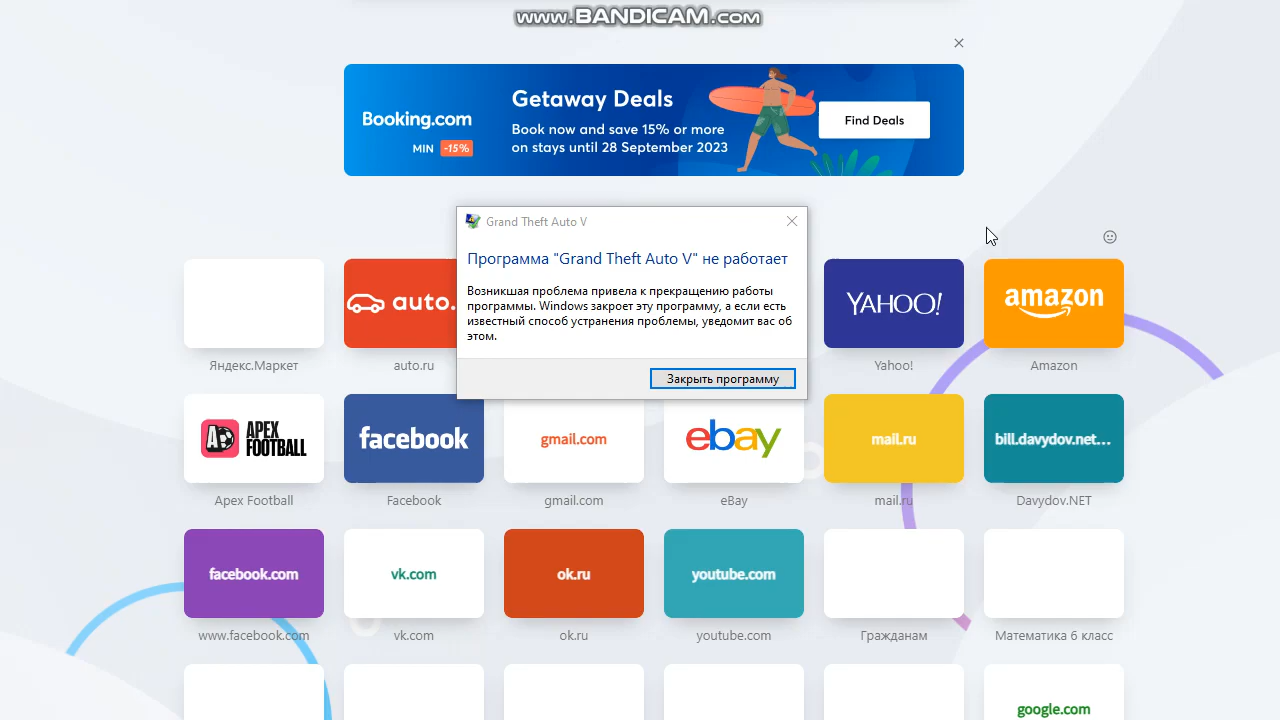 www.BANDICAM.com
Getaway Deals
Booking.com
Book now and save 15% or more
on stays until 28 September 2023
MIN -15%
Find Deals
Grand Theft Auto V
Программа "Grand Theft Auto V" не работает
Возникшая проблема привела к прекращению работы
программы. Windows закроет эту программу, а если есть
известный способ устранения проблемы, уведомит вас об
этом.
Закрыть программу
auto.
YAHOO!
amazon
Яндекс.Маркет
auto.ru
Yahoo!
Amazon
APEX
FOOTBALL
facebook
gmail.com
ebay
mail.ru
bill.davydov.net...
Apex Football
Facebook
gmail.com
eBay
mail.ru
Davydov.NET
facebook.com
vk.com
ok.ru
youtube.com
www.facebook.com
vk.com
ok.ru
youtube.com
Гражданам
Математика 6 класс
google.com